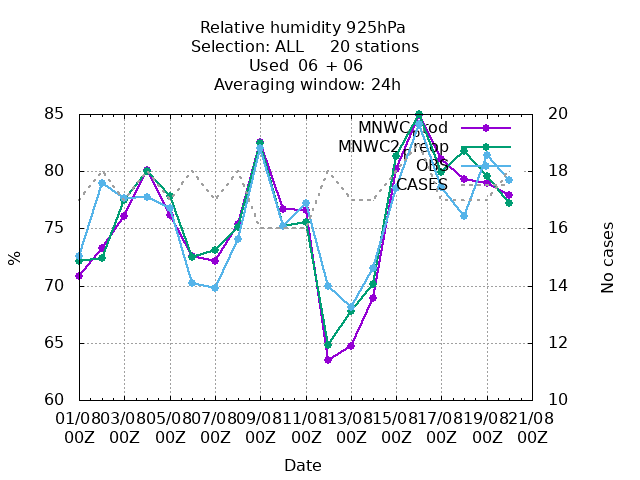 Relative humidity 925hPa
Selection: ALL 20 stations
Used 06 + 06
Averaging window: 24h
85 20
MNWC_prod
MNWC2_preop
OBS
CASES
80 18
75 16
70 14
65 12
60 10
%
No cases
01/08 03/08 05/08 07/08 09/08 11/08 13/08 15/08 17/08 19/08 21/08
00Z 00Z 00Z 00Z 00Z 00Z 00Z 00Z 00Z 00Z 00Z
Date